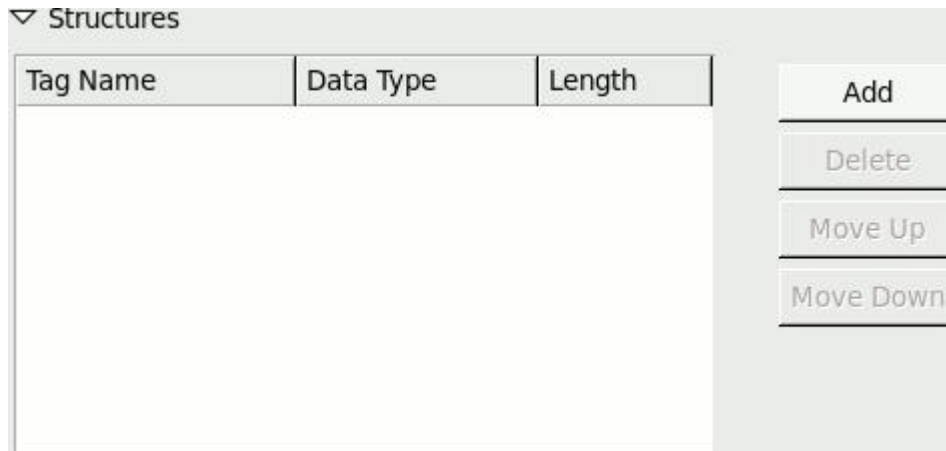 Structures
Tag Name Data Type Length
Add
Delete
Move Up
Move Down